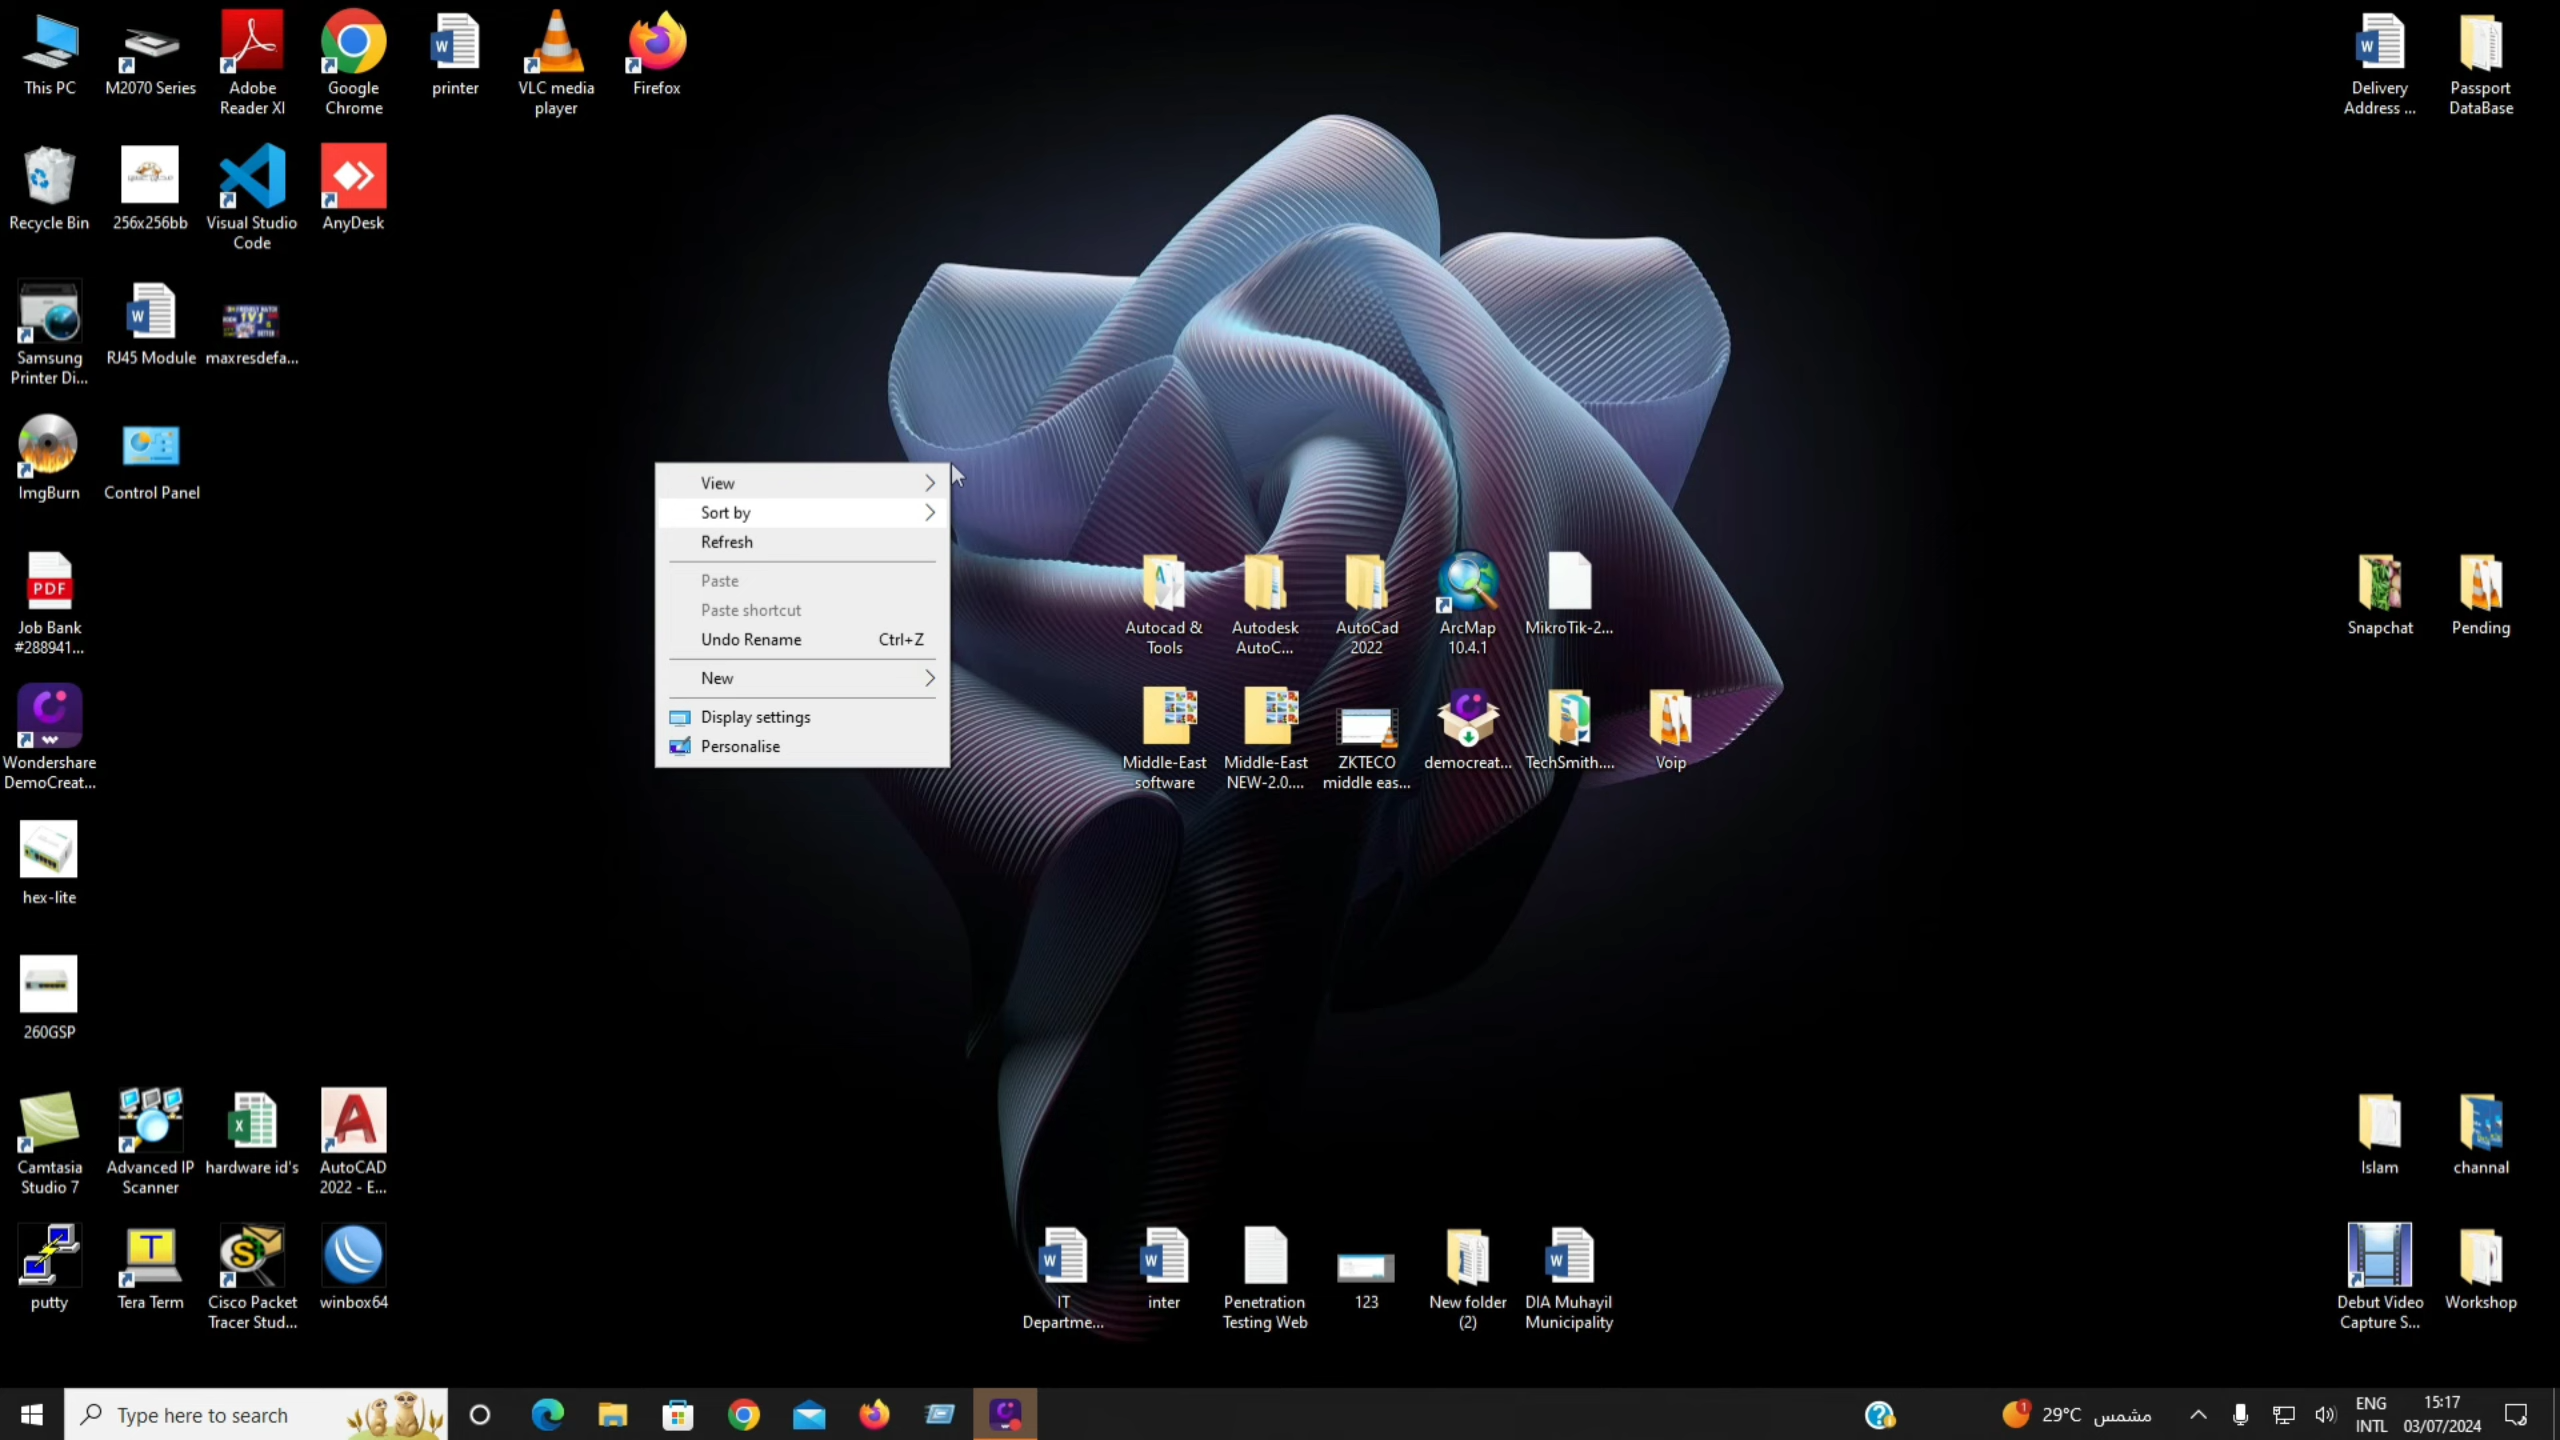 This PC
M2070 Series
Adobe
Reader XI
Google
Chrome
printer
VLC media
player
Firefox
Delivery
Address ...
Passport
DataBase
Recycle Bin
256x256bb
Visual Studio
Code
AnyDesk
Samsung
Printer Di...
RJ45 Module
maxresdefa...
ImgBurn
Control Panel
View
Sort by
Refresh
Paste
Paste shortcut
Undo Rename Ctrl+Z
New
Display settings
Personalise
PDF
Job Bank
#288941...
Autocad &
Tools
Autodesk
AutoC...
AutoCad
2022
ArcMap
10.4.1
MikroTik-2...
Snapchat
Pending
Wondershare
DemoCreat...
Middle-East
software
Middle-East
NEW-2.0....
ZKTECO
middle eas...
democreat...
TechSmith....
Voip
hex-lite
260GSP
Camtasia
Studio 7
Advanced IP
Scanner
hardware id's
AutoCAD
2022 - E...
Islam
channal
putty
Tera Term
Cisco Packet
Tracer Stud...
winbox64
IT
Departme...
inter
Penetration
Testing Web
123
New folder
(2)
DIA Muhayil
Municipality
Debut Video
Capture S...
Workshop
Type here to search
1
29°C مشمس
ENG
INTL
15:17
03/07/2024